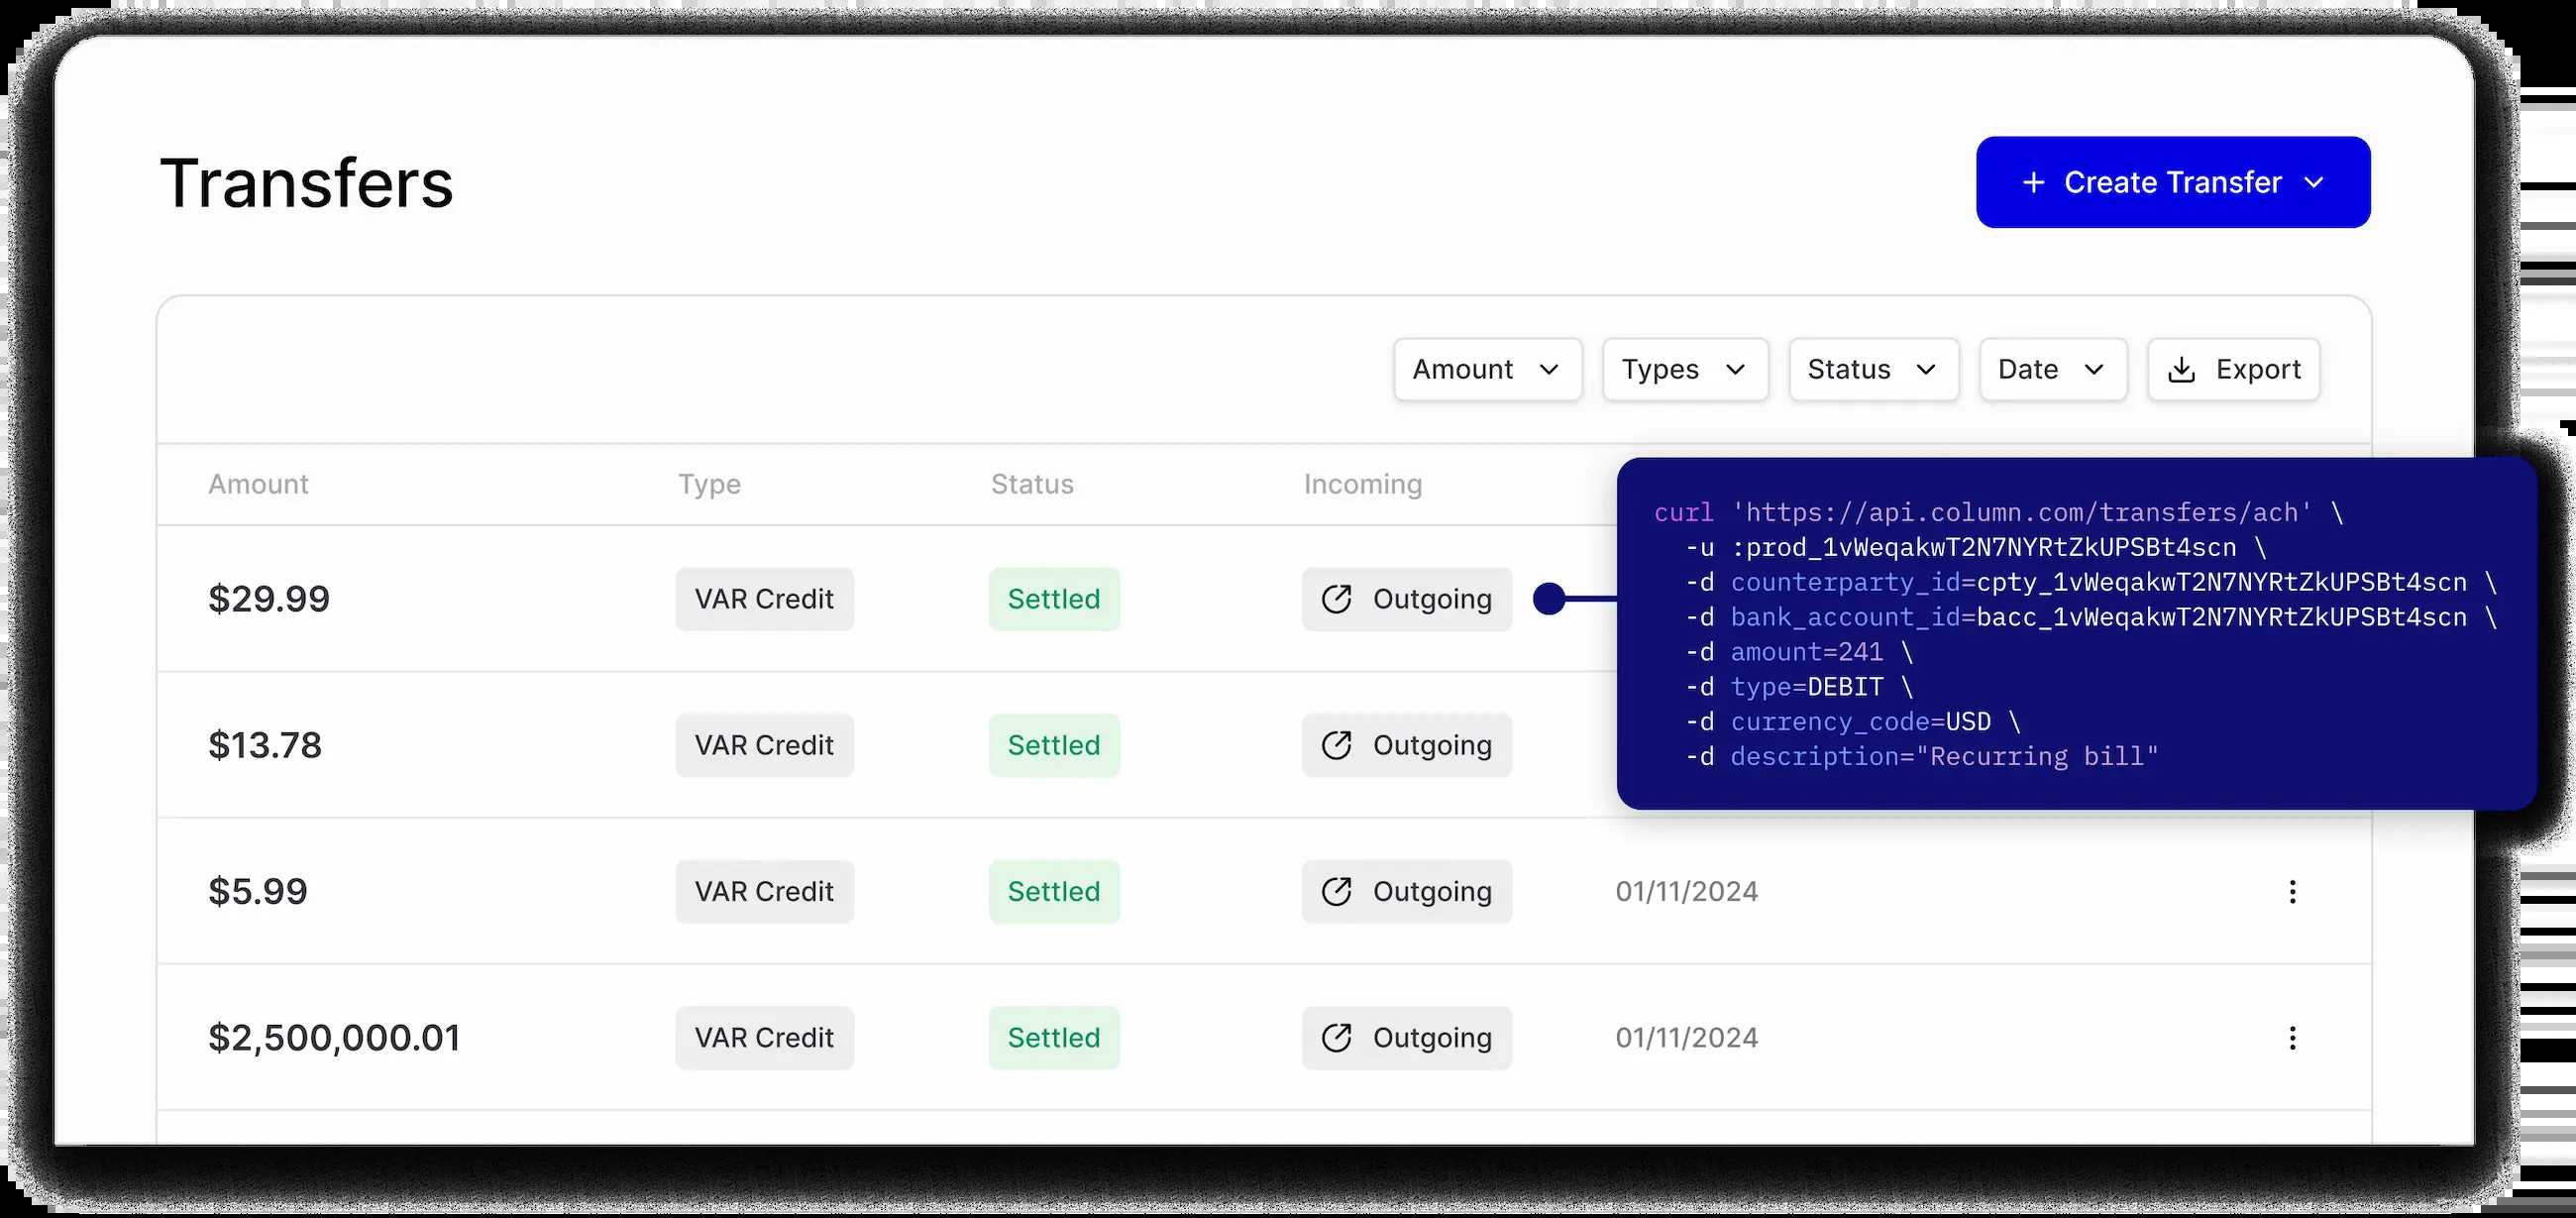 Transfers
+ Create Transfer
Amount Types Status Date Export
Amount Type Status Incoming
$29.99 VAR Credit Settled Outgoing
$13.78 VAR Credit Settled Outgoing
curl 'https://api.column.com/transfers/ach' \
-u :prod_1vWeqakwT2N7NYRtZkUPSBt4scn \
-d counterparty_id=cpty_1vWeqakwT2N7NYRtZkUPSBt4scn \
-d bank_account_id=bacc_1vWeqakwT2N7NYRtZkUPSBt4scn \
-d amount=241 \
-d type=DEBIT \
-d currency_code=USD \
-d description="Recurring bill"
$5.99 VAR Credit Settled Outgoing 01/11/2024
$2,500,000.01 VAR Credit Settled Outgoing 01/11/2024